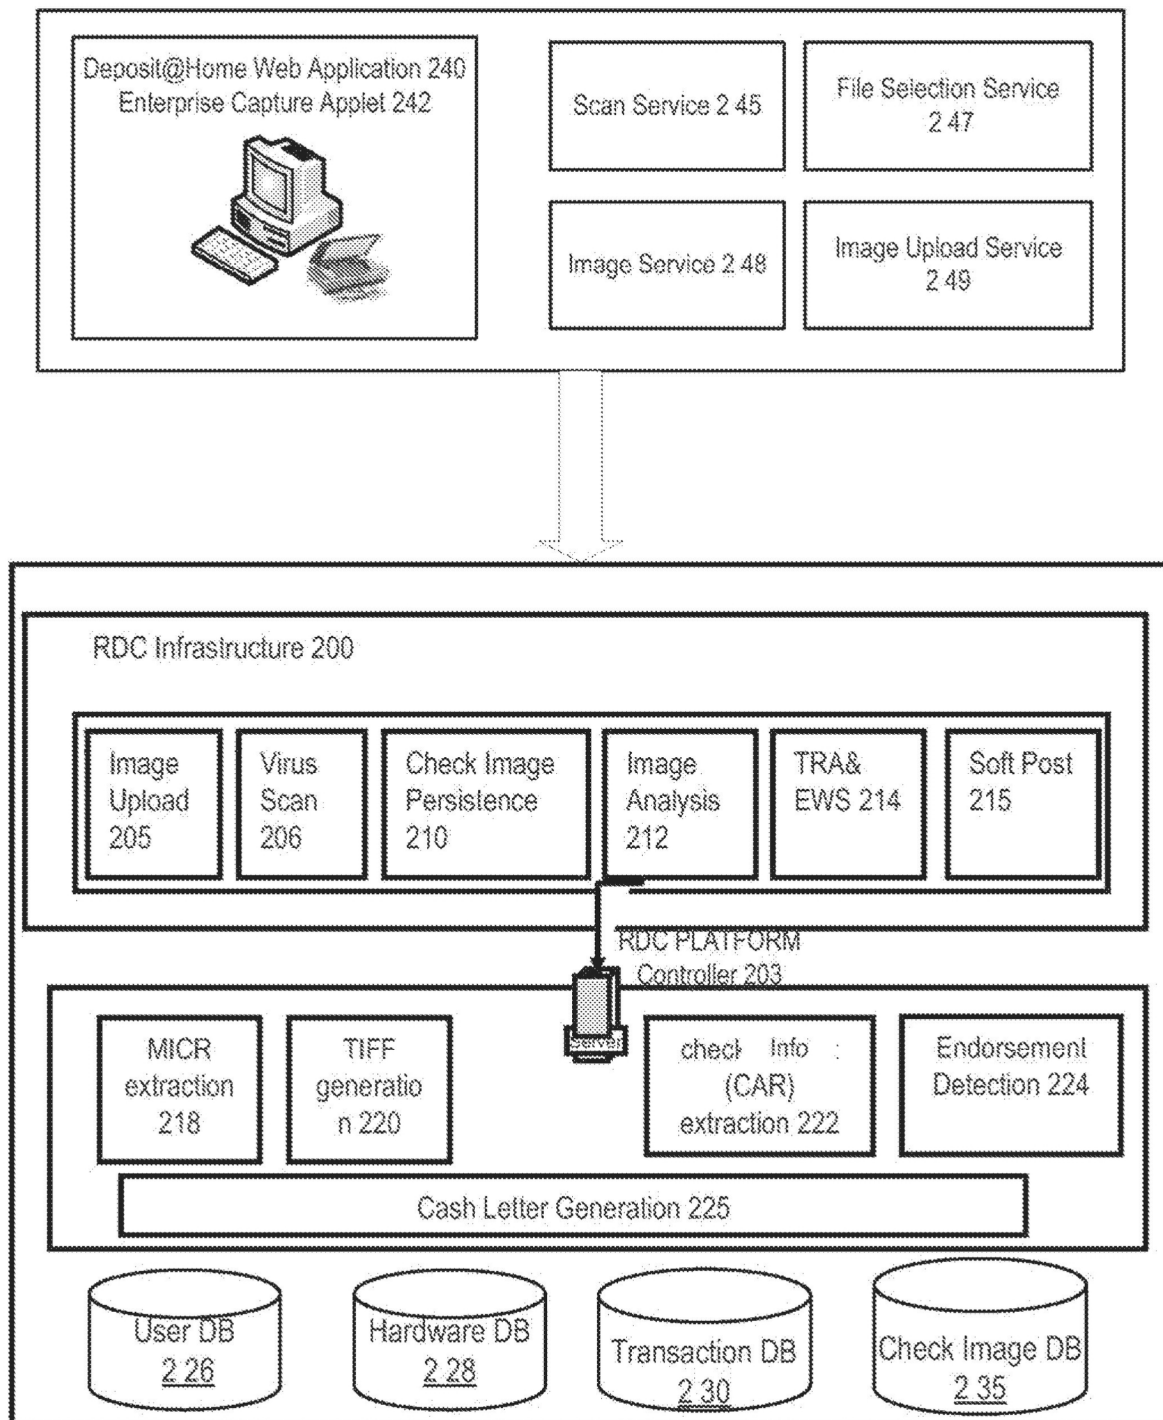 Deposit@Home Web Application 240
Enterprise Capture Applet 242
Scan Service 2 45
File Selection Service
2 47
Image Service 2 48
Image Upload Service
2 49
RDC Infrastructure 200
Image
Upload
205
Virus
Scan
206
Check Image
Persistence
210
Image
Analysis
212
TRA&
EWS 214
Soft Post
215
RDC PLATFORM
Controller 203
Server
MICR
extraction
218
TIFF
generatio
n 220
check Info :
(CAR)
extraction 222
Endorsement
Detection 224
Cash Letter Generation 225
User DB
2 26
Hardware DB
2 28
Transaction DB
2 30
Check Image DB
2 35